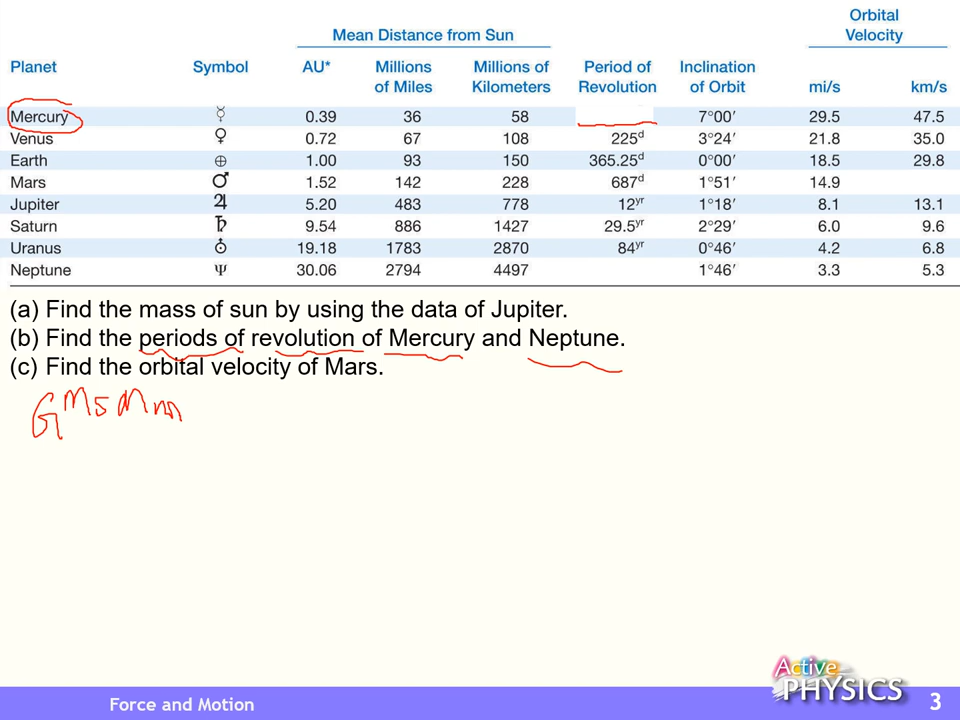 Orbital
Mean Distance from Sun Velocity
Planet Symbol AU* Millions Millions of Period of Inclination
of Miles Kilometers Revolution of Orbit mi/s km/s
Mercury ☿ 0.39 36 58 7°00′ 29.5 47.5
Venus ♀ 0.72 67 108 225ᵈ 3°24′ 21.8 35.0
Earth ⊕ 1.00 93 150 365.25ᵈ 0°00′ 18.5 29.8
Mars ♂ 1.52 142 228 687ᵈ 1°51′ 14.9
Jupiter ♃ 5.20 483 778 12ʸʳ 1°18′ 8.1 13.1
Saturn ♄ 9.54 886 1427 29.5ʸʳ 2°29′ 6.0 9.6
Uranus ⛢ 19.18 1783 2870 84ʸʳ 0°46′ 4.2 6.8
Neptune Ψ 30.06 2794 4497 1°46′ 3.3 5.3
(a) Find the mass of sun by using the data of Jupiter.
(b) Find the periods of revolution of Mercury and Neptune.
(c) Find the orbital velocity of Mars.
G Ms Mm
Active
PHYSICS
Force and Motion 3